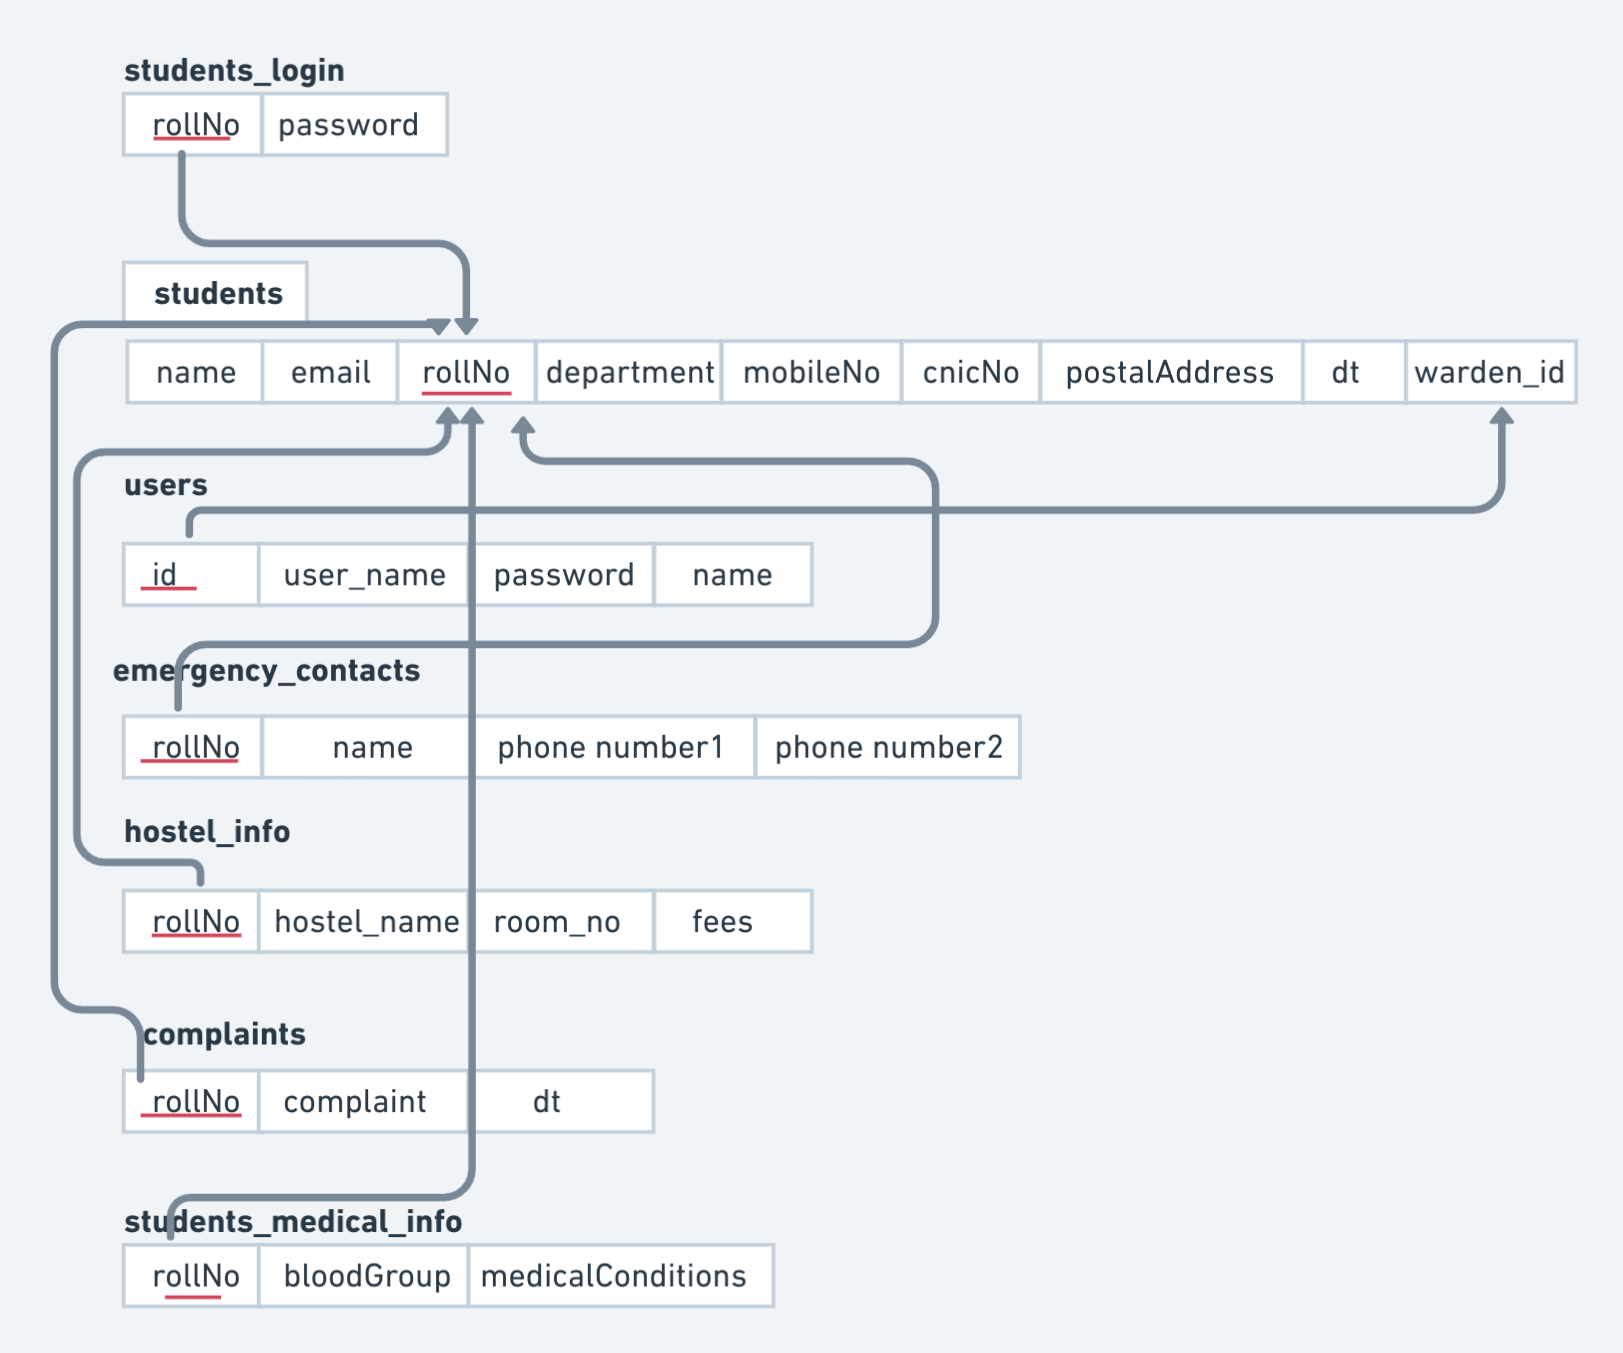 students_login
rollNo password
students
name email rollNo department mobileNo cnicNo postalAddress dt warden_id
users
id user_name password name
emergency_contacts
rollNo name phone number1 phone number2
hostel_info
rollNo hostel_name room_no fees
complaints
rollNo complaint dt
students_medical_info
rollNo bloodGroup medicalConditions